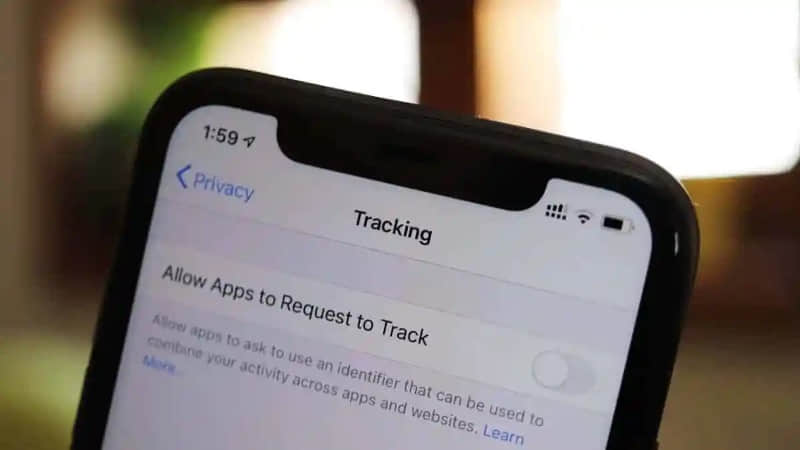 1:59
Privacy
Tracking
Allow Apps to Request to Track
Allow apps to ask to use an identifier that can be used to
combine your activity across apps and websites. Learn
More...